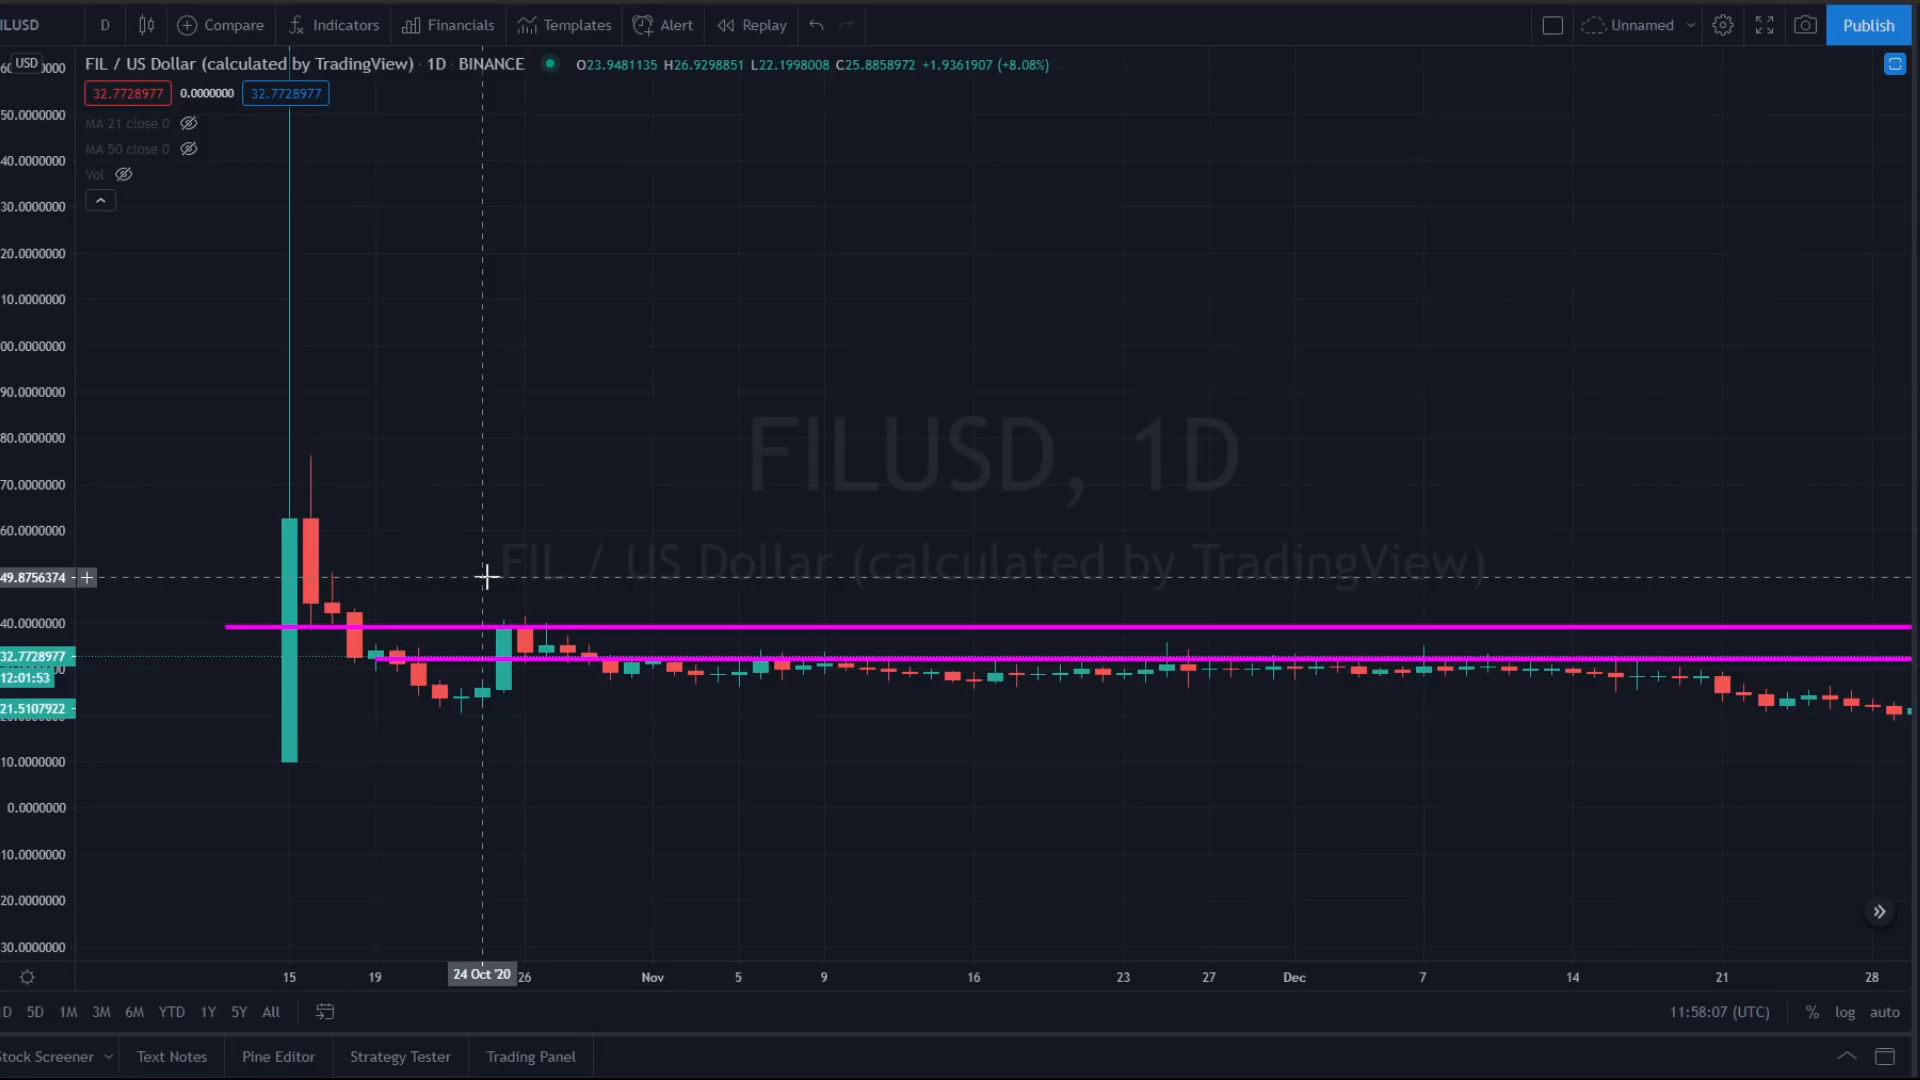 ILUSD D Compare Indicators Financials Templates Alert Replay Unnamed Publish
USD
FIL / US Dollar (calculated by TradingView) · 1D · BINANCE O23.9481135 H26.9298851 L22.1998008 C25.8858972 +1.9361907 (+8.08%)
32.7728977 0.0000000 32.7728977
MA 21 close 0
MA 50 close 0
Vol
50.0000000
40.0000000
30.0000000
20.0000000
10.0000000
00.0000000
90.0000000
80.0000000
70.0000000
60.0000000
49.8756374
40.0000000
32.7728977
12:01:53
21.5107922
10.0000000
0.0000000
10.0000000
20.0000000
30.0000000
FILUSD, 1D
FIL / US Dollar (calculated by TradingView)
15 19 24 Oct '20 26 Nov 5 9 16 23 27 Dec 7 14 21 28
1D 5D 1M 3M 6M YTD 1Y 5Y All 11:58:07 (UTC) % log auto
Stock Screener Text Notes Pine Editor Strategy Tester Trading Panel